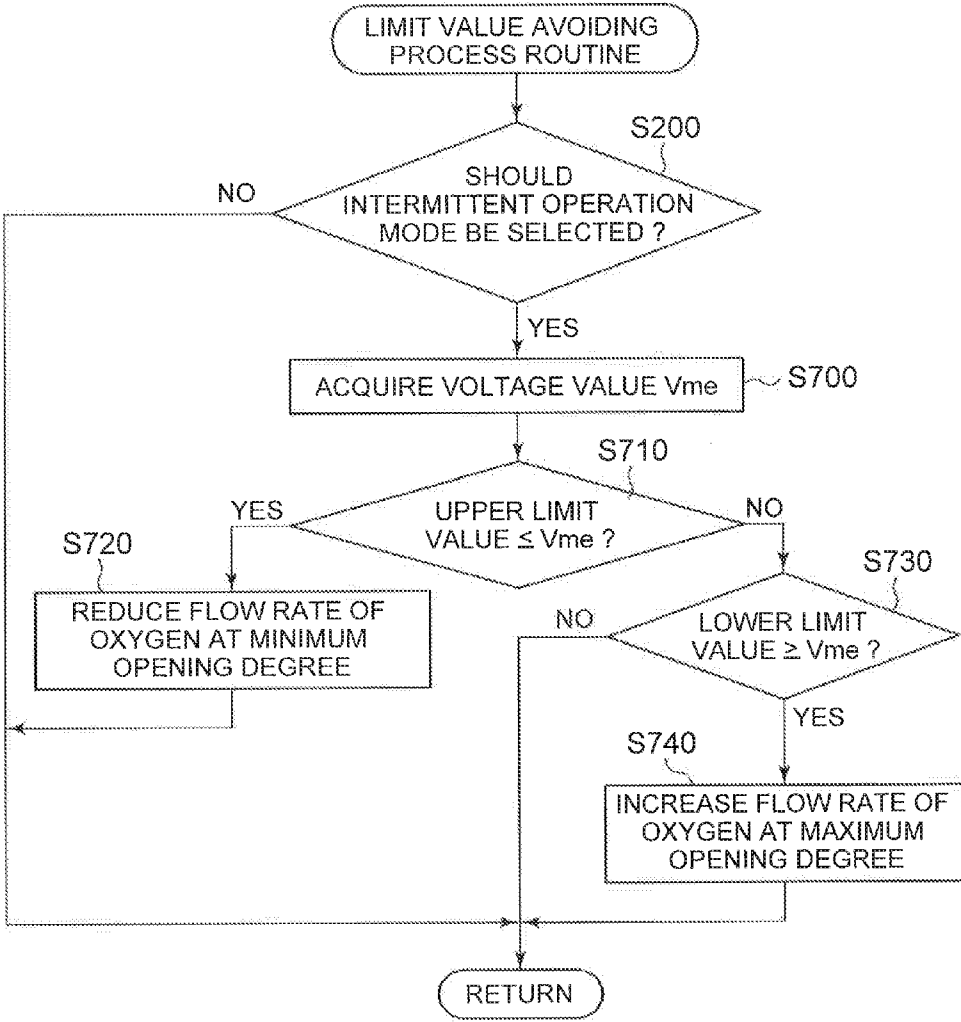 LIMIT VALUE AVOIDING
PROCESS ROUTINE
S200
SHOULD
INTERMITTENT OPERATION
MODE BE SELECTED ?
NO
YES
ACQUIRE VOLTAGE VALUE Vme
S700
S710
UPPER LIMIT
VALUE ≤ Vme ?
YES
NO
S720
REDUCE FLOW RATE OF
OXYGEN AT MINIMUM
OPENING DEGREE
S730
LOWER LIMIT
VALUE ≥ Vme ?
NO
YES
S740
INCREASE FLOW RATE OF
OXYGEN AT MAXIMUM
OPENING DEGREE
RETURN